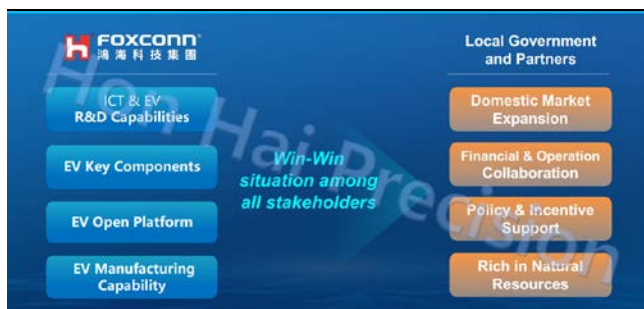 FOXCONN®
鴻海科技集團
ICT & EV
R&D Capabilities
EV Key Components
EV Open Platform
EV Manufacturing
Capability
Win-Win
situation among
all stakeholders
Local Government
and Partners
Domestic Market
Expansion
Financial & Operation
Collaboration
Policy & Incentive
Support
Rich in Natural
Resources
Hon Hai Precision